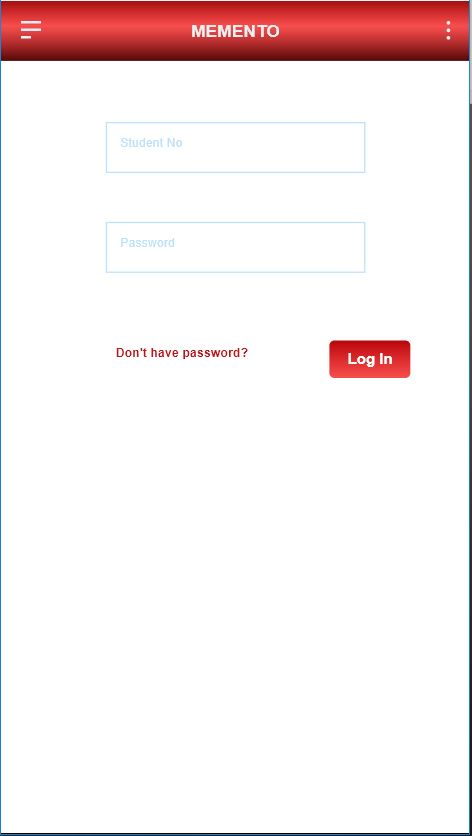 MEMENTO
Student No
Password
Don't have password?
Log In